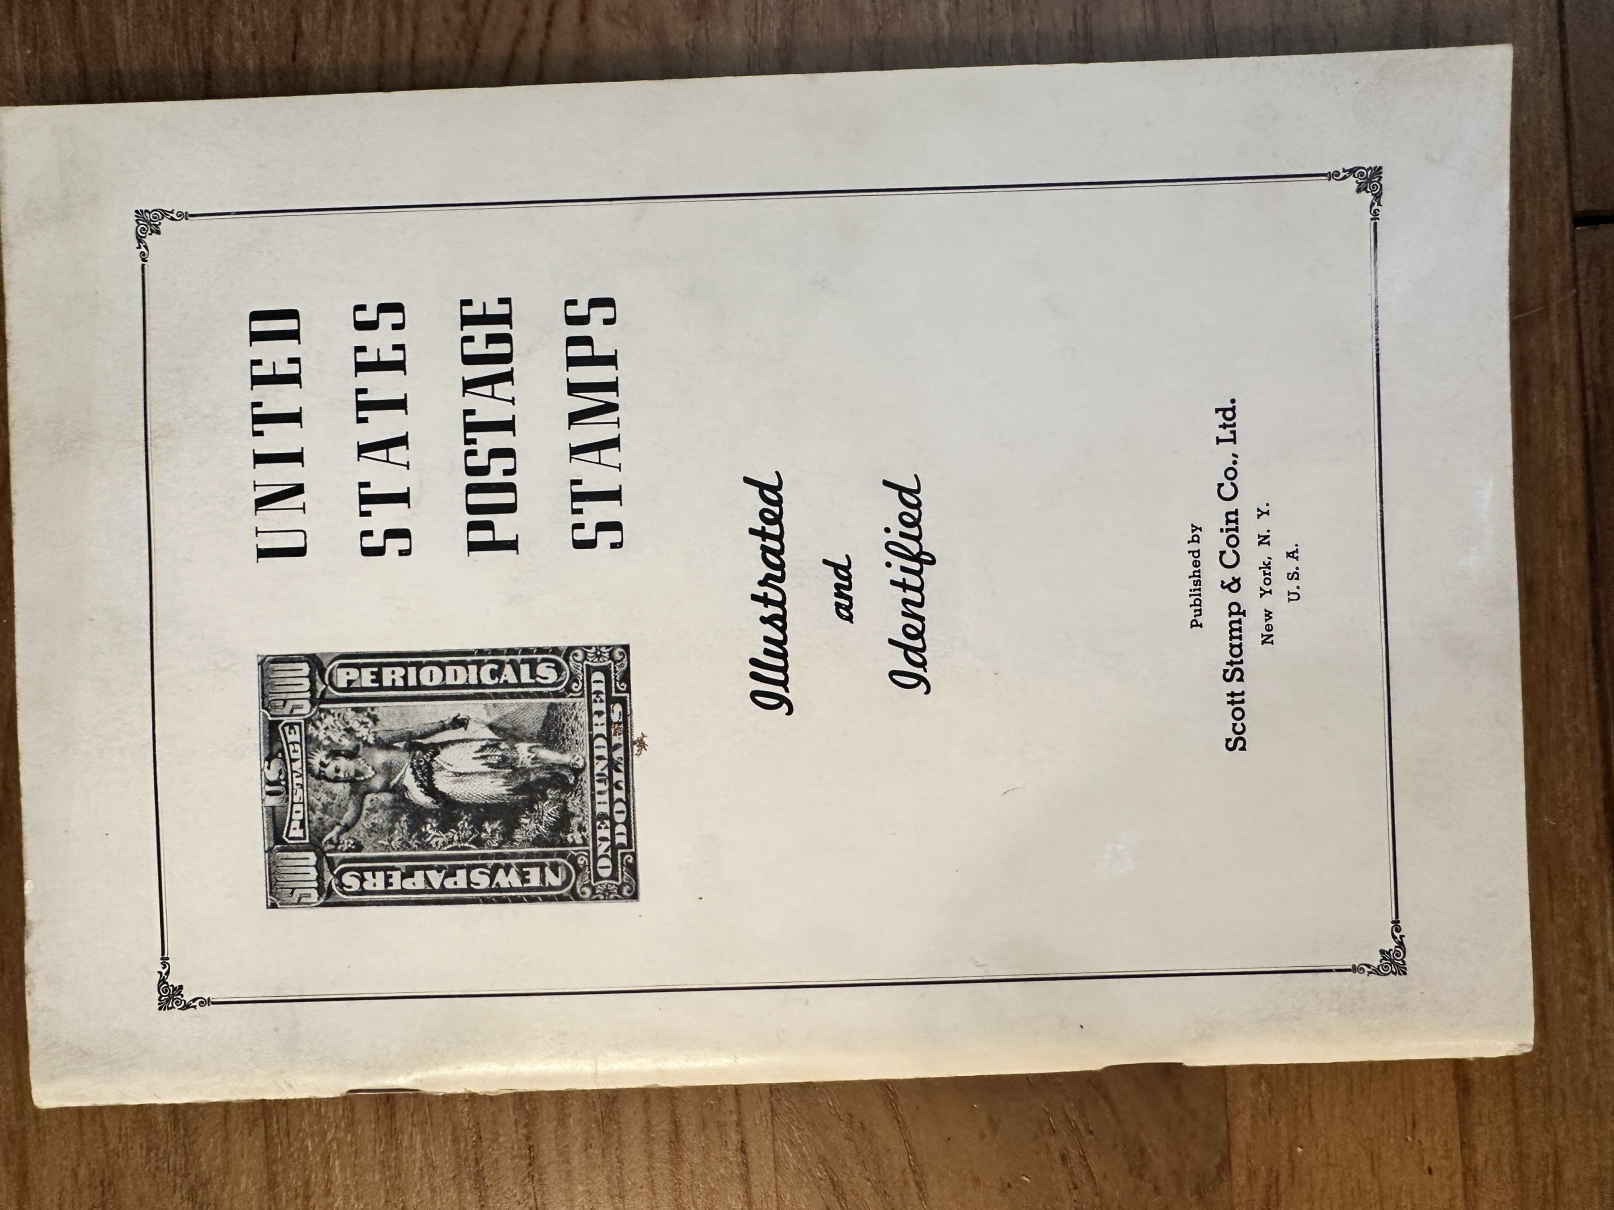 UNITED
STATES
POSTAGE
STAMPS
$100 U.S. $100
POSTAGE
NEWSPAPERS
PERIODICALS
ONE HUNDRED
DOLLARS
Illustrated
and
Identified
Published by
Scott Stamp & Coin Co., Ltd.
New York, N. Y.
U. S. A.